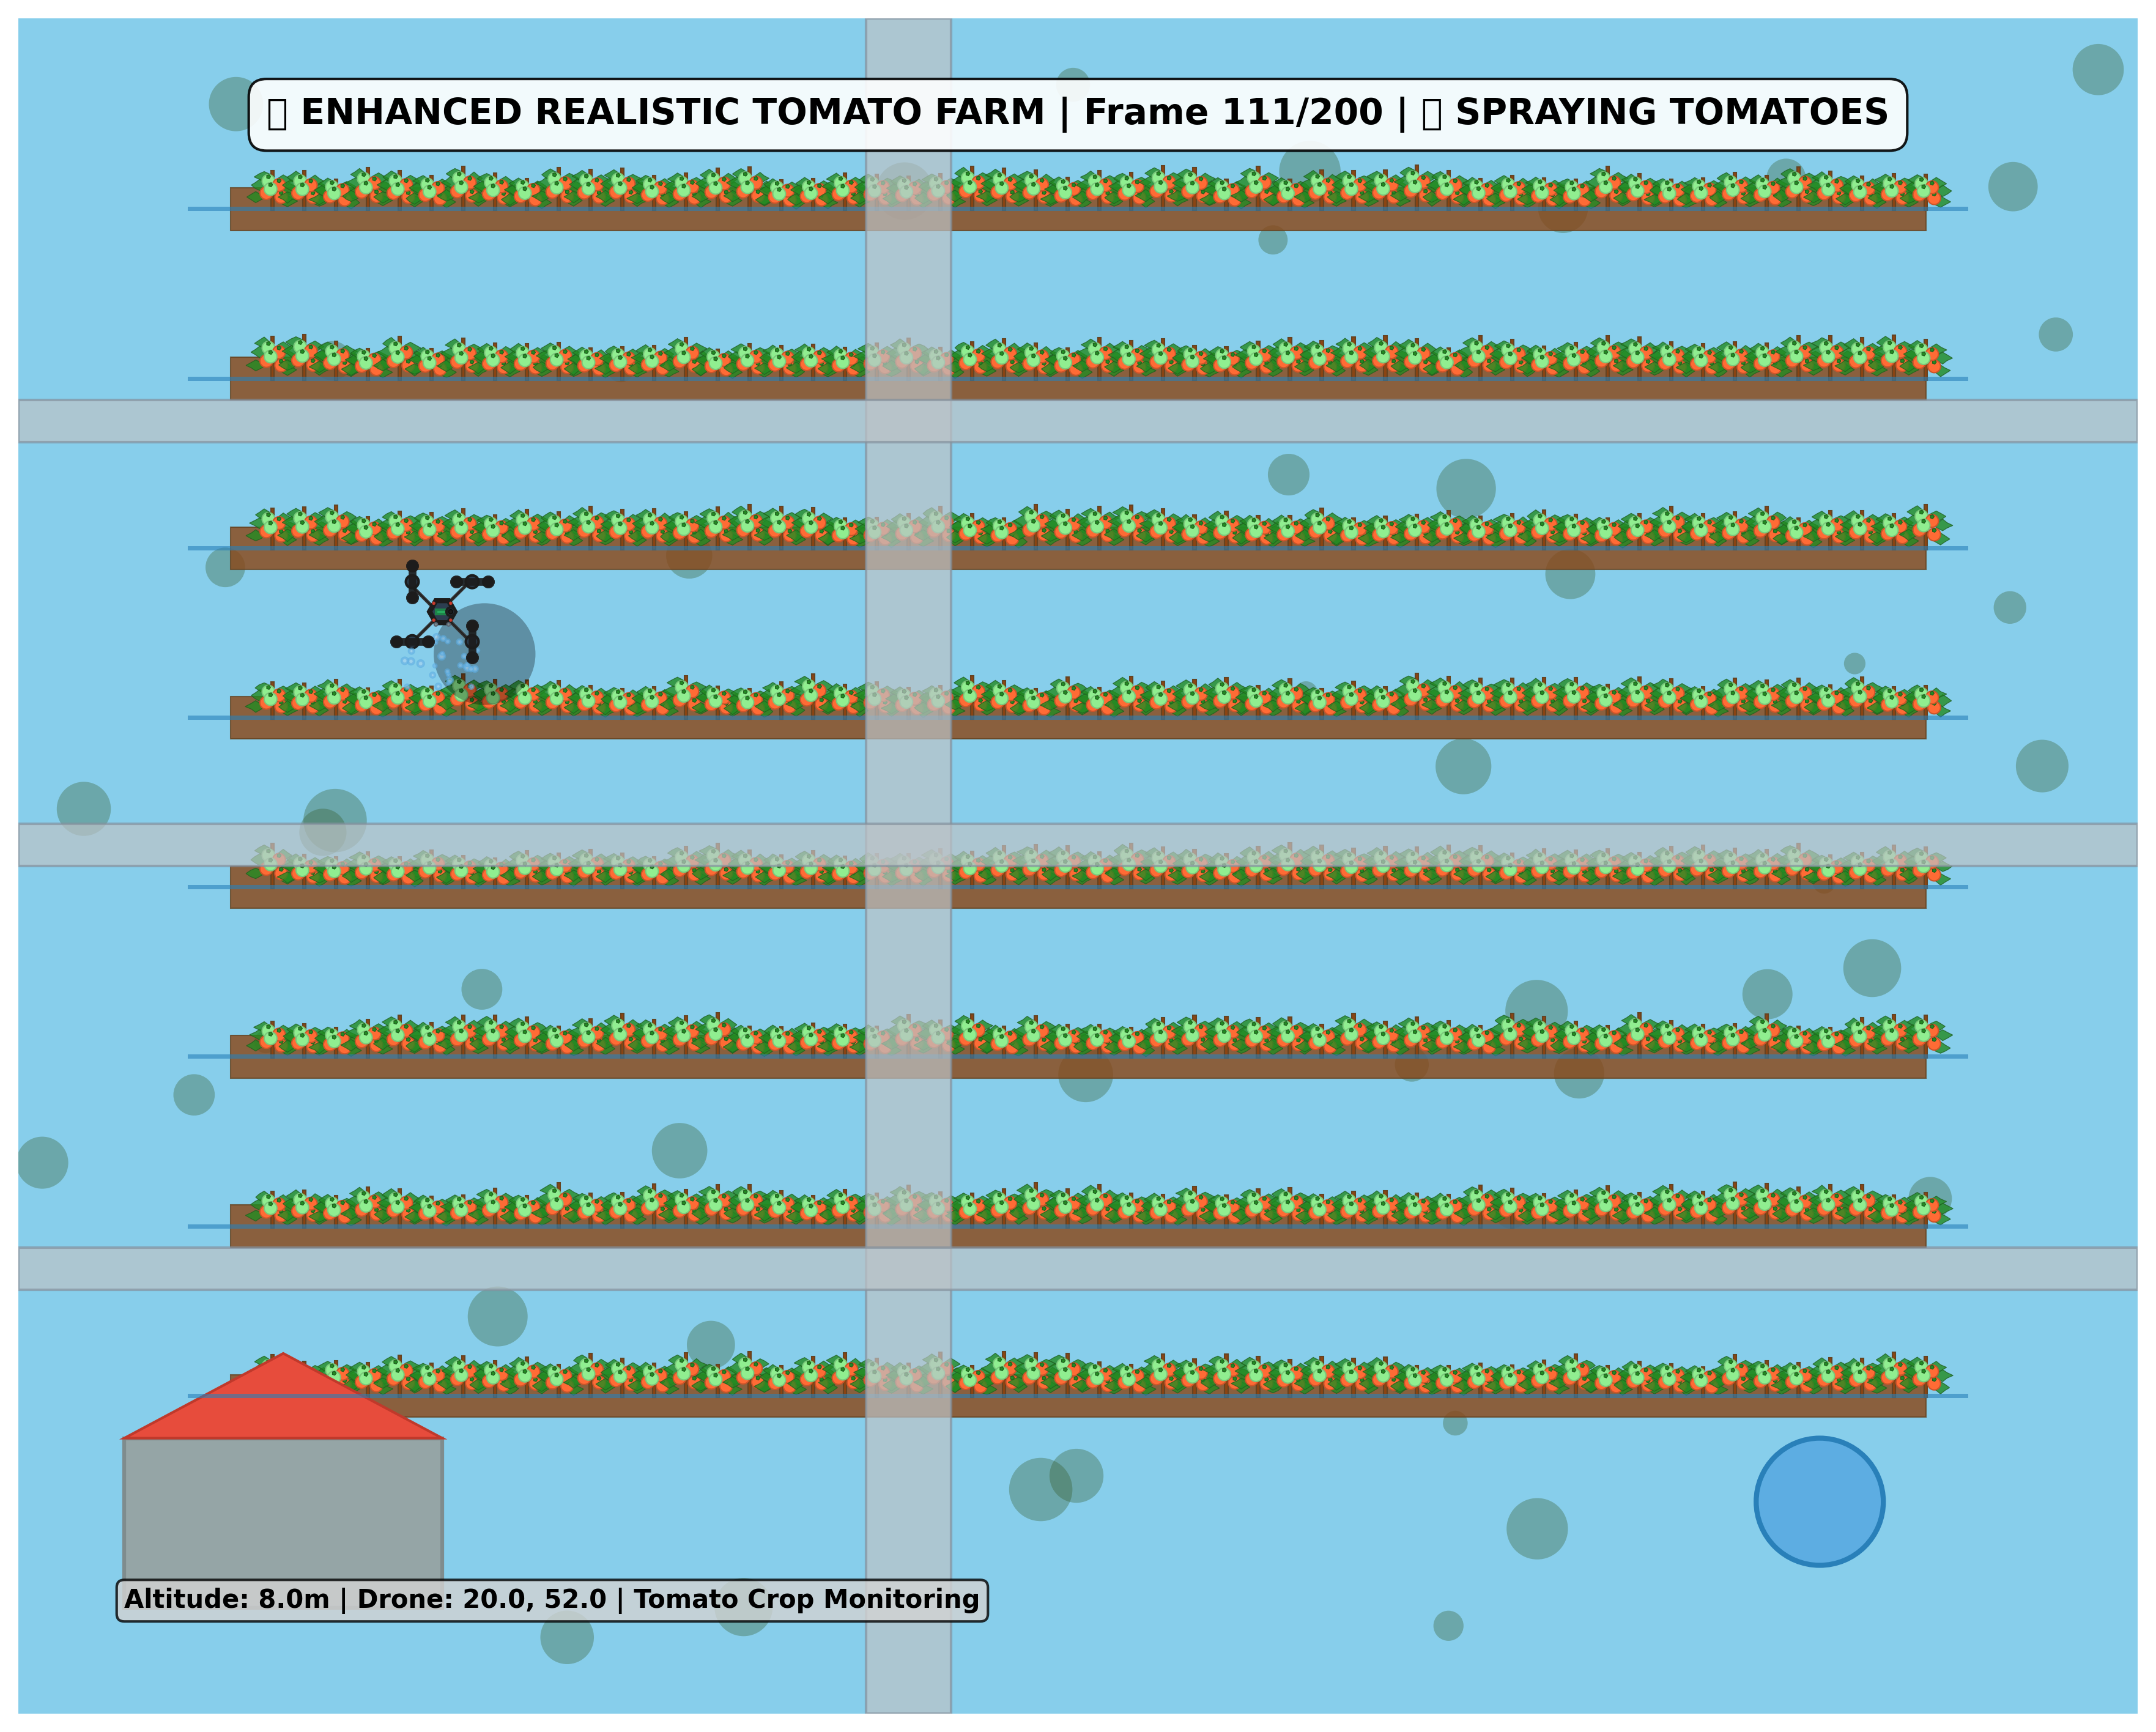 ▯ ENHANCED REALISTIC TOMATO FARM | Frame 111/200 | ▯ SPRAYING TOMATOES
Altitude: 8.0m | Drone: 20.0, 52.0 | Tomato Crop Monitoring